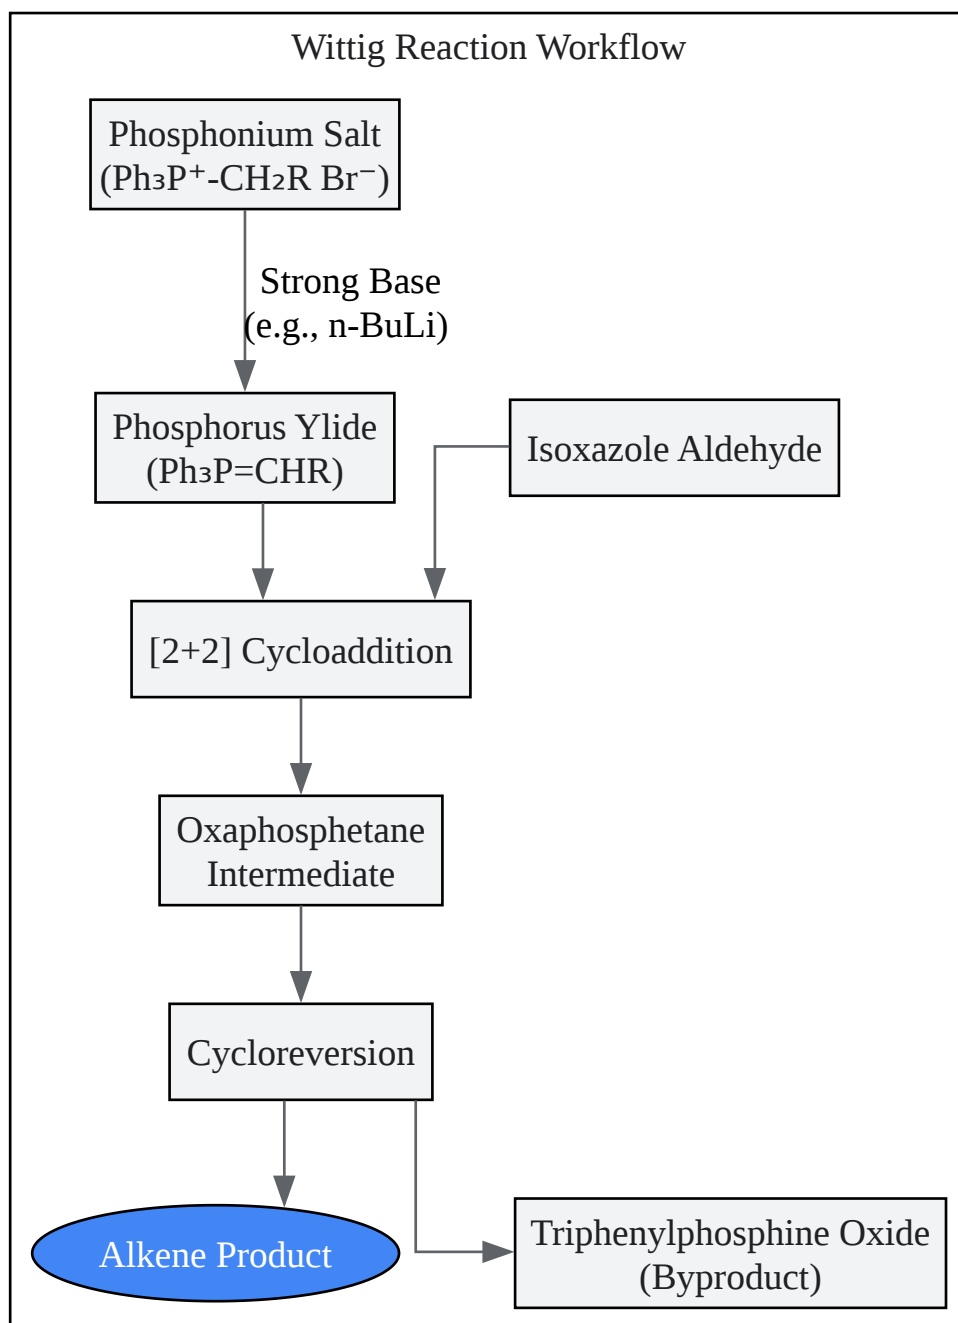 Wittig Reaction Workflow
Phosphonium Salt
(Ph₃P⁺-CH₂R Br⁻)
Strong Base
(e.g., n-BuLi)
Phosphorus Ylide
(Ph₃P=CHR)
Isoxazole Aldehyde
[2+2] Cycloaddition
Oxaphosphetane
Intermediate
Cycloreversion
Alkene Product
Triphenylphosphine Oxide
(Byproduct)